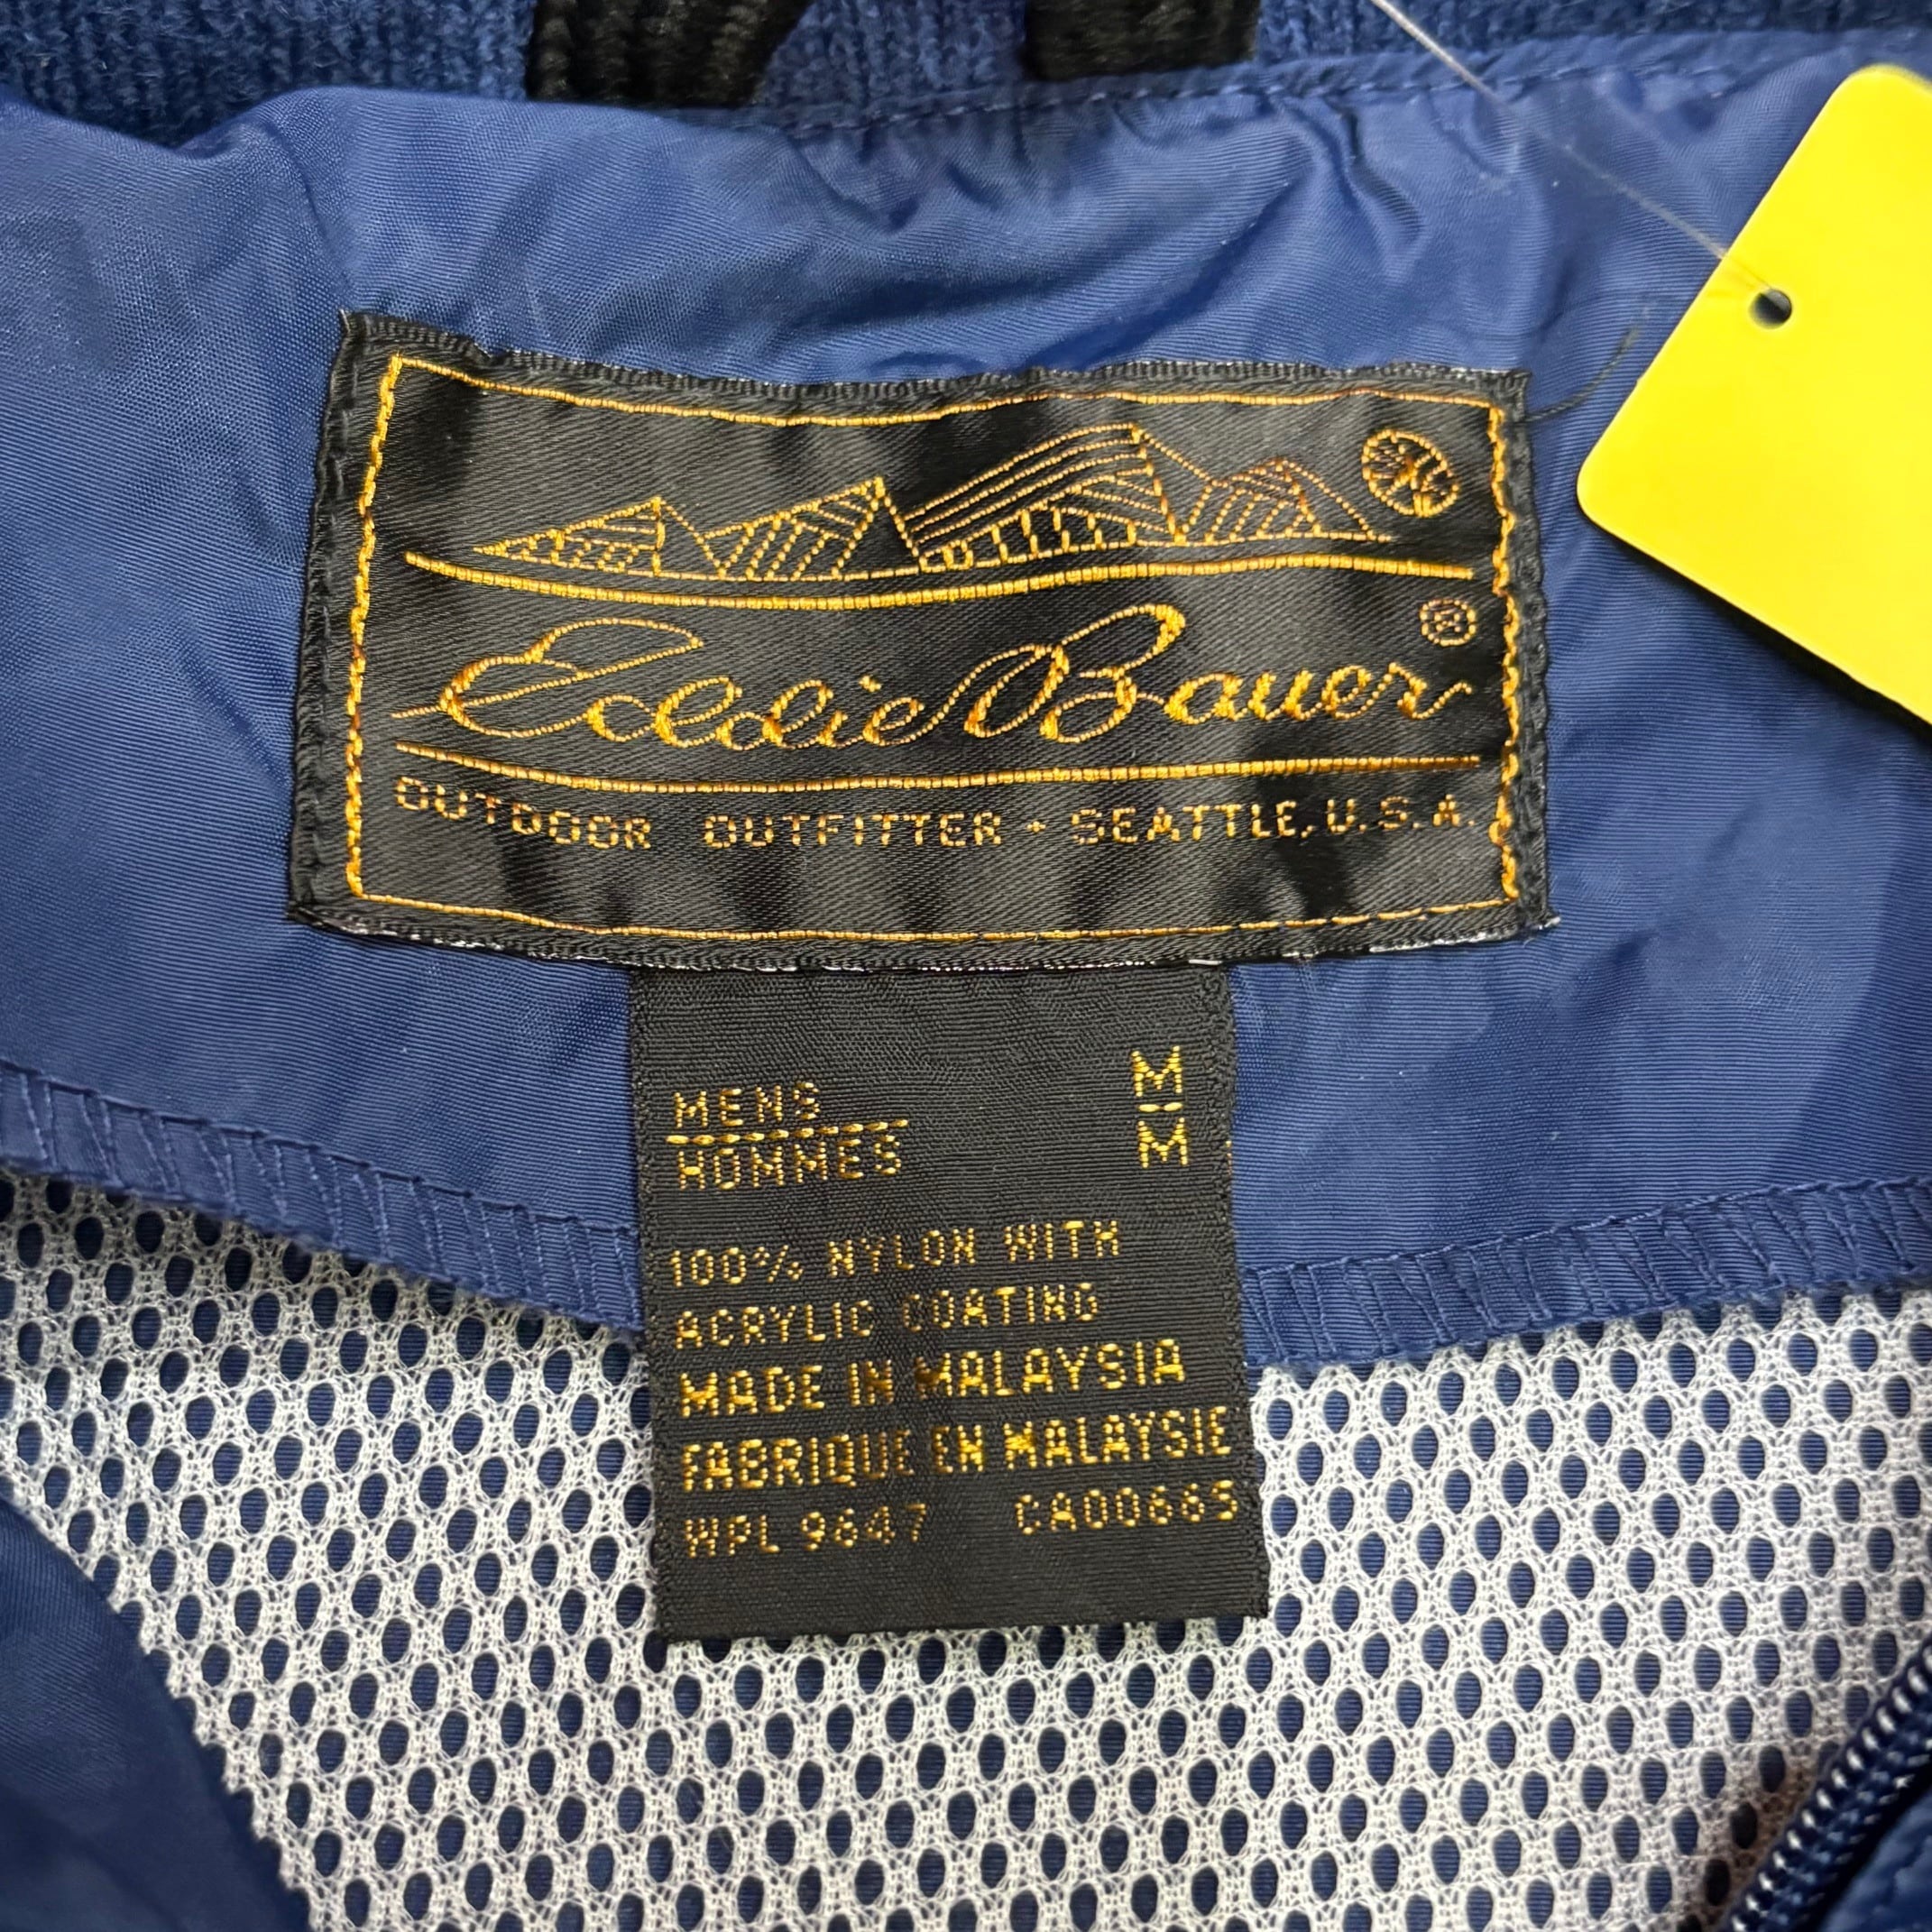 Eddie Bauer®
OUTDOOR OUTFITTER • SEATTLE, U.S.A.
MENS M
HOMMES M
100% NYLON WITH
ACRYLIC COATING
MADE IN MALAYSIA
FABRIQUE EN MALAYSIE
WPL 9647 CA00665